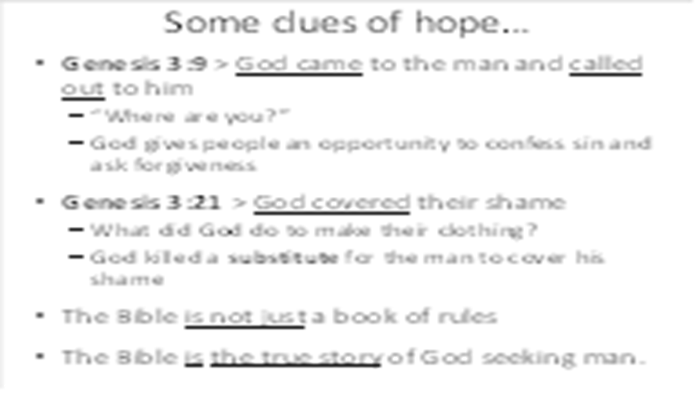 Some clues of hope...
• Genesis 3:9 > God came to the man and called
out to him
– "Where are you?"
– God gives people an opportunity to confess sin and
ask forgiveness
• Genesis 3:21 > God covered their shame
– What did God do to make their clothing?
– God killed a substitute for the man to cover his
shame
• The Bible is not just a book of rules
• The Bible is the true story of God seeking man.